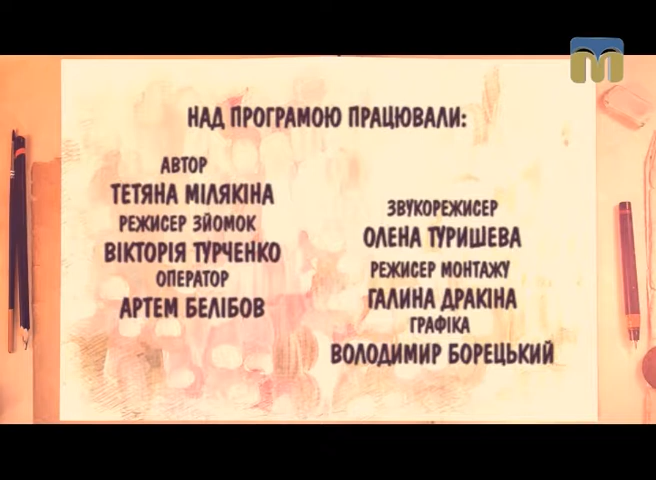 НАД ПРОГРАМОЮ ПРАЦЮВАЛИ:
АВТОР
ТЕТЯНА МІЛЯКІНА
РЕЖИСЕР ЗЙОМОК
ВІКТОРІЯ ТУРЧЕНКО
ОПЕРАТОР
АРТЕМ БЕЛІБОВ
ЗВУКОРЕЖИСЕР
ОЛЕНА ТУРИШЕВА
РЕЖИСЕР МОНТАЖУ
ГАЛИНА ДРАКІНА
ГРАФІКА
ВОЛОДИМИР БОРЕЦЬКИЙ